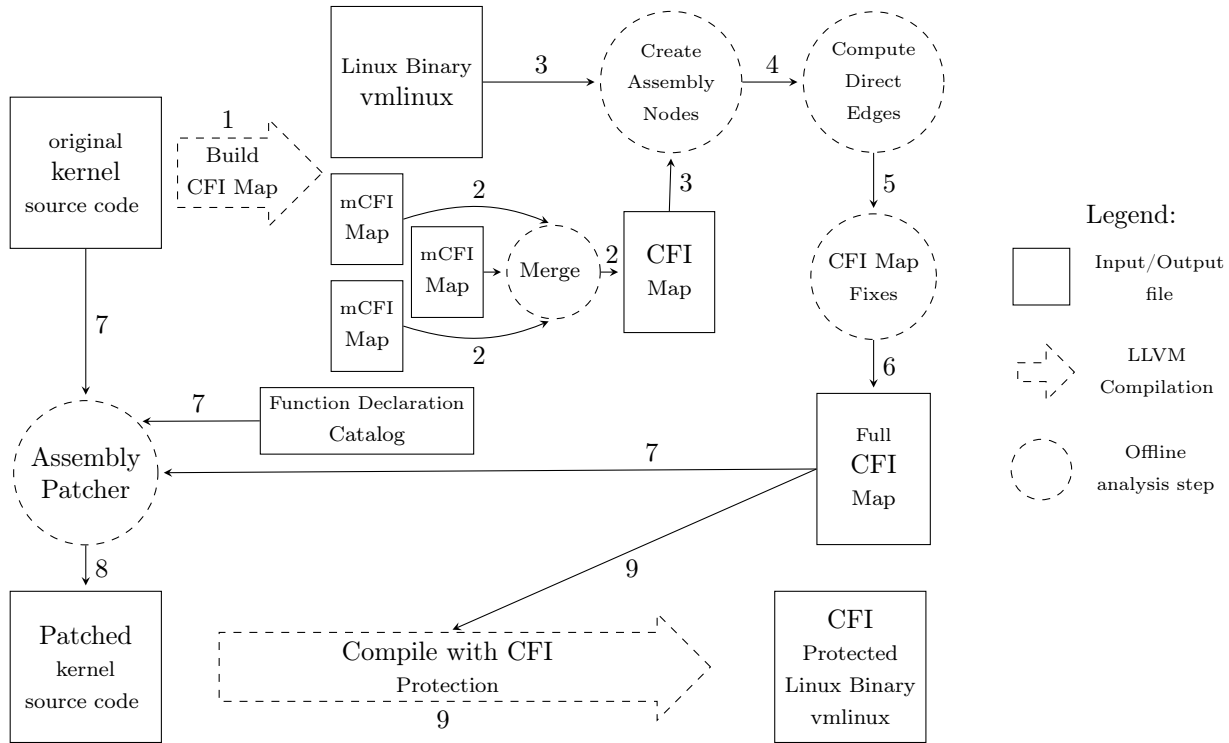 original
kernel
source code
1
Build
CFI Map
Linux Binary
vmlinux
3
Create
Assembly
Nodes
4
Compute
Direct
Edges
mCFI
Map
2
mCFI
Map
mCFI
Map
2
Merge
2
CFI
Map
3
5
CFI Map
Fixes
6
7
7
Function Declaration
Catalog
Assembly
Patcher
7
Full
CFI
Map
8
9
Patched
kernel
source code
Compile with CFI
Protection
9
CFI
Protected
Linux Binary
vmlinux
Legend:
Input/Output
file
LLVM
Compilation
Offline
analysis step